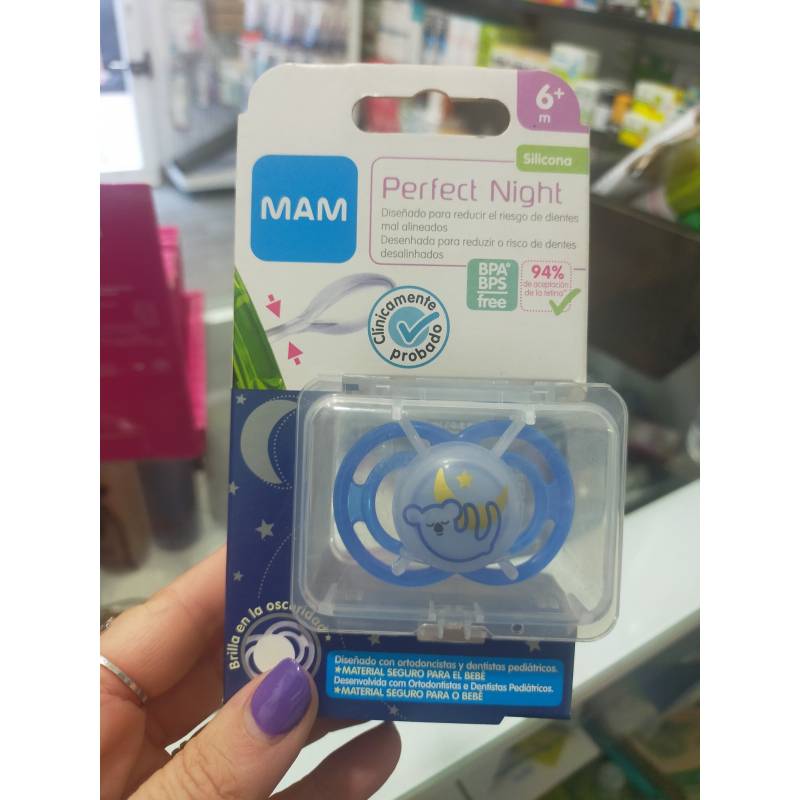 6+
m
Silicona
MAM
Perfect Night
Diseñado para reducir el riesgo de dientes
mal alineados
Desenhada para reduzir o risco de dentes
desalinhados
BPA*
BPS
free
94%
de aceptación
de la tetina**
Clínicamente
probado
Brilla en la oscuridad*
Diseñado con ortodoncistas y dentistas pediátricos.
*MATERIAL SEGURO PARA EL BEBÉ
Desenvolvida com Ortodontistas e Dentistas Pediátricos.
*MATERIAL SEGURO PARA O BEBÉ